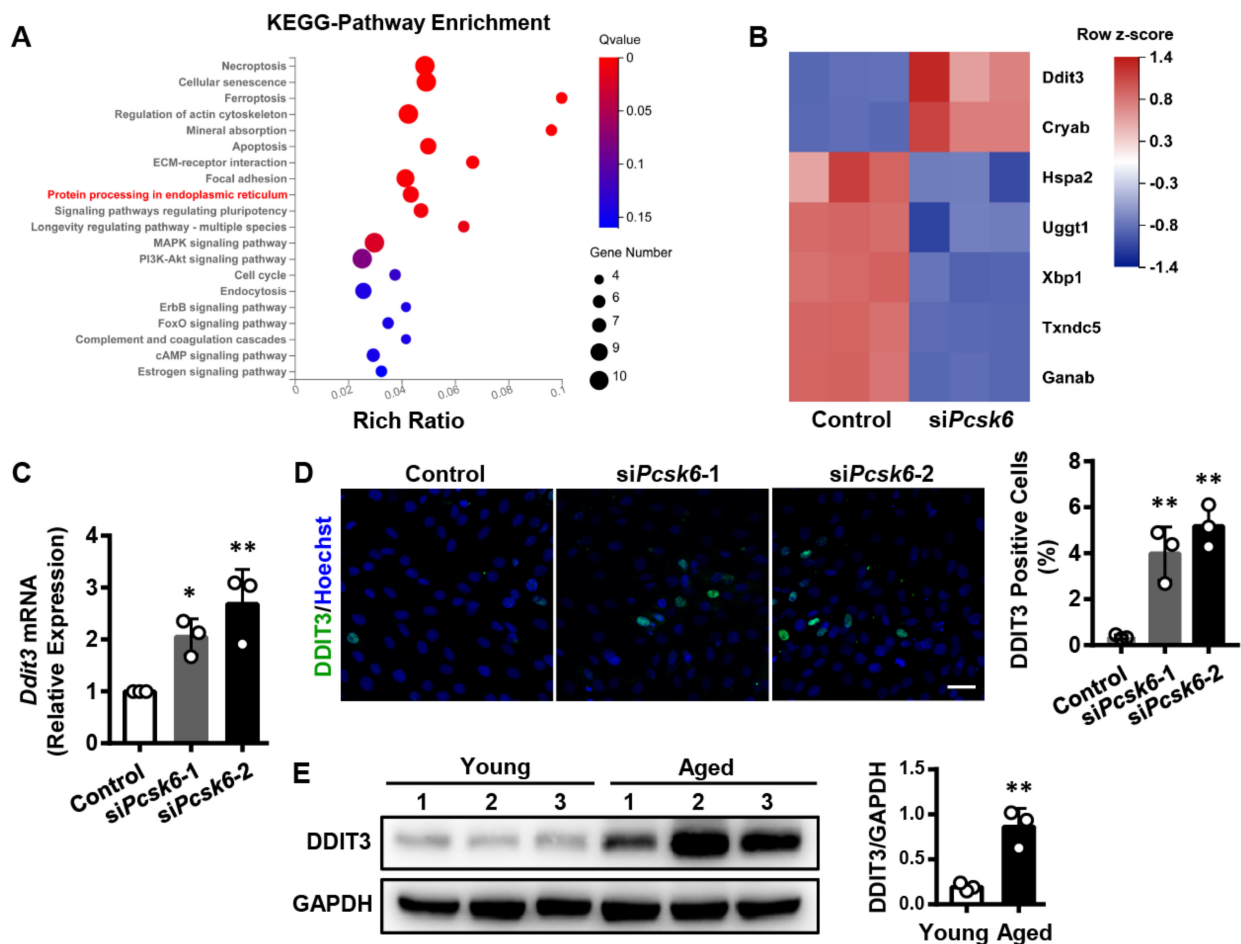 A
KEGG-Pathway Enrichment
Necroptosis
Cellular senescence
Ferroptosis
Regulation of actin cytoskeleton
Mineral absorption
Apoptosis
ECM-receptor interaction
Focal adhesion
Protein processing in endoplasmic reticulum
Signaling pathways regulating pluripotency
Longevity regulating pathway - multiple species
MAPK signaling pathway
PI3K-Akt signaling pathway
Cell cycle
Endocytosis
ErbB signaling pathway
FoxO signaling pathway
Complement and coagulation cascades
cAMP signaling pathway
Estrogen signaling pathway
0 0.02 0.04 0.06 0.08 0.1
Rich Ratio
Qvalue
0
0.05
0.1
0.15
Gene Number
4
6
7
9
10
B
Row z-score
1.4
0.8
0.3
-0.3
-0.8
-1.4
Ddit3
Cryab
Hspa2
Uggt1
Xbp1
Txndc5
Ganab
Control siPcsk6
C
Ddit3 mRNA
(Relative Expression)
4
3
2
1
0
Control siPcsk6-1 siPcsk6-2
* **
D
Control siPcsk6-1 siPcsk6-2
DDIT3/Hoechst
DDIT3 Positive Cells
(%)
8
6
4
2
0
** **
Control siPcsk6-1 siPcsk6-2
E
Young Aged
1 2 3 1 2 3
DDIT3
GAPDH
DDIT3/GAPDH
1.5
1.0
0.5
0.0
**
Young Aged